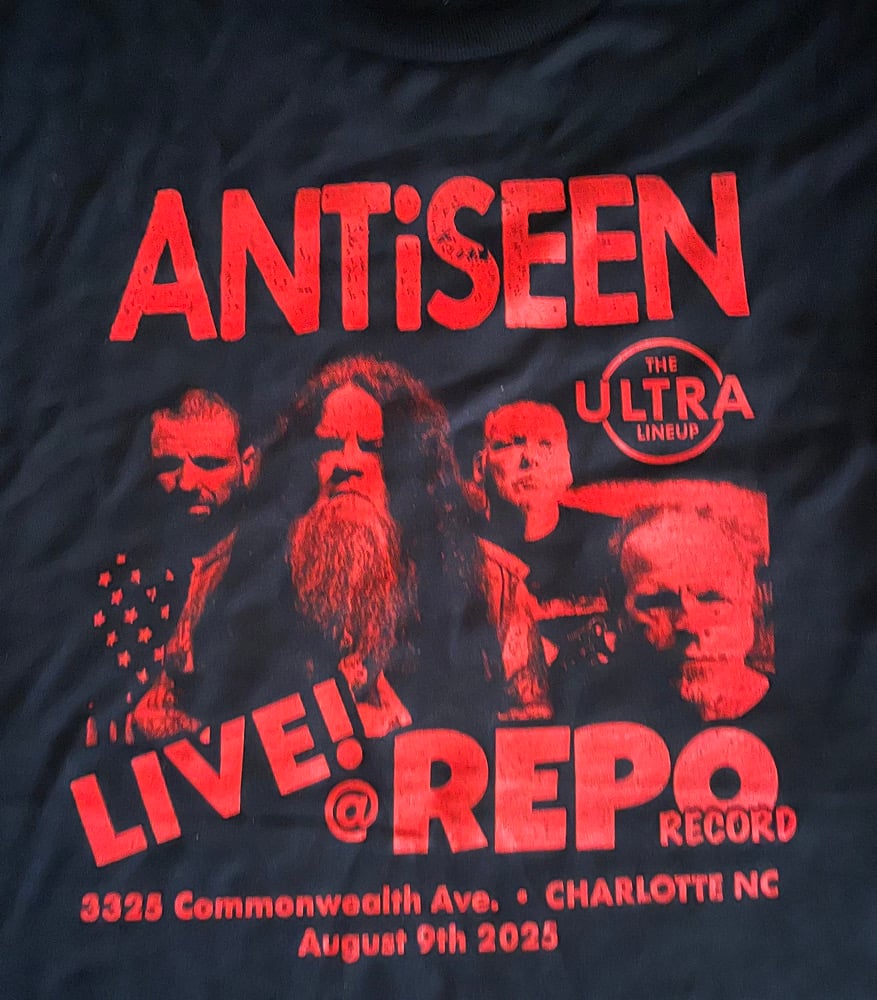 ANTiSEEN
THE
ULTRA
LINEUP
LIVE!
@ REPO
RECORD
3325 Commonwealth Ave. • CHARLOTTE NC
August 9th 2025